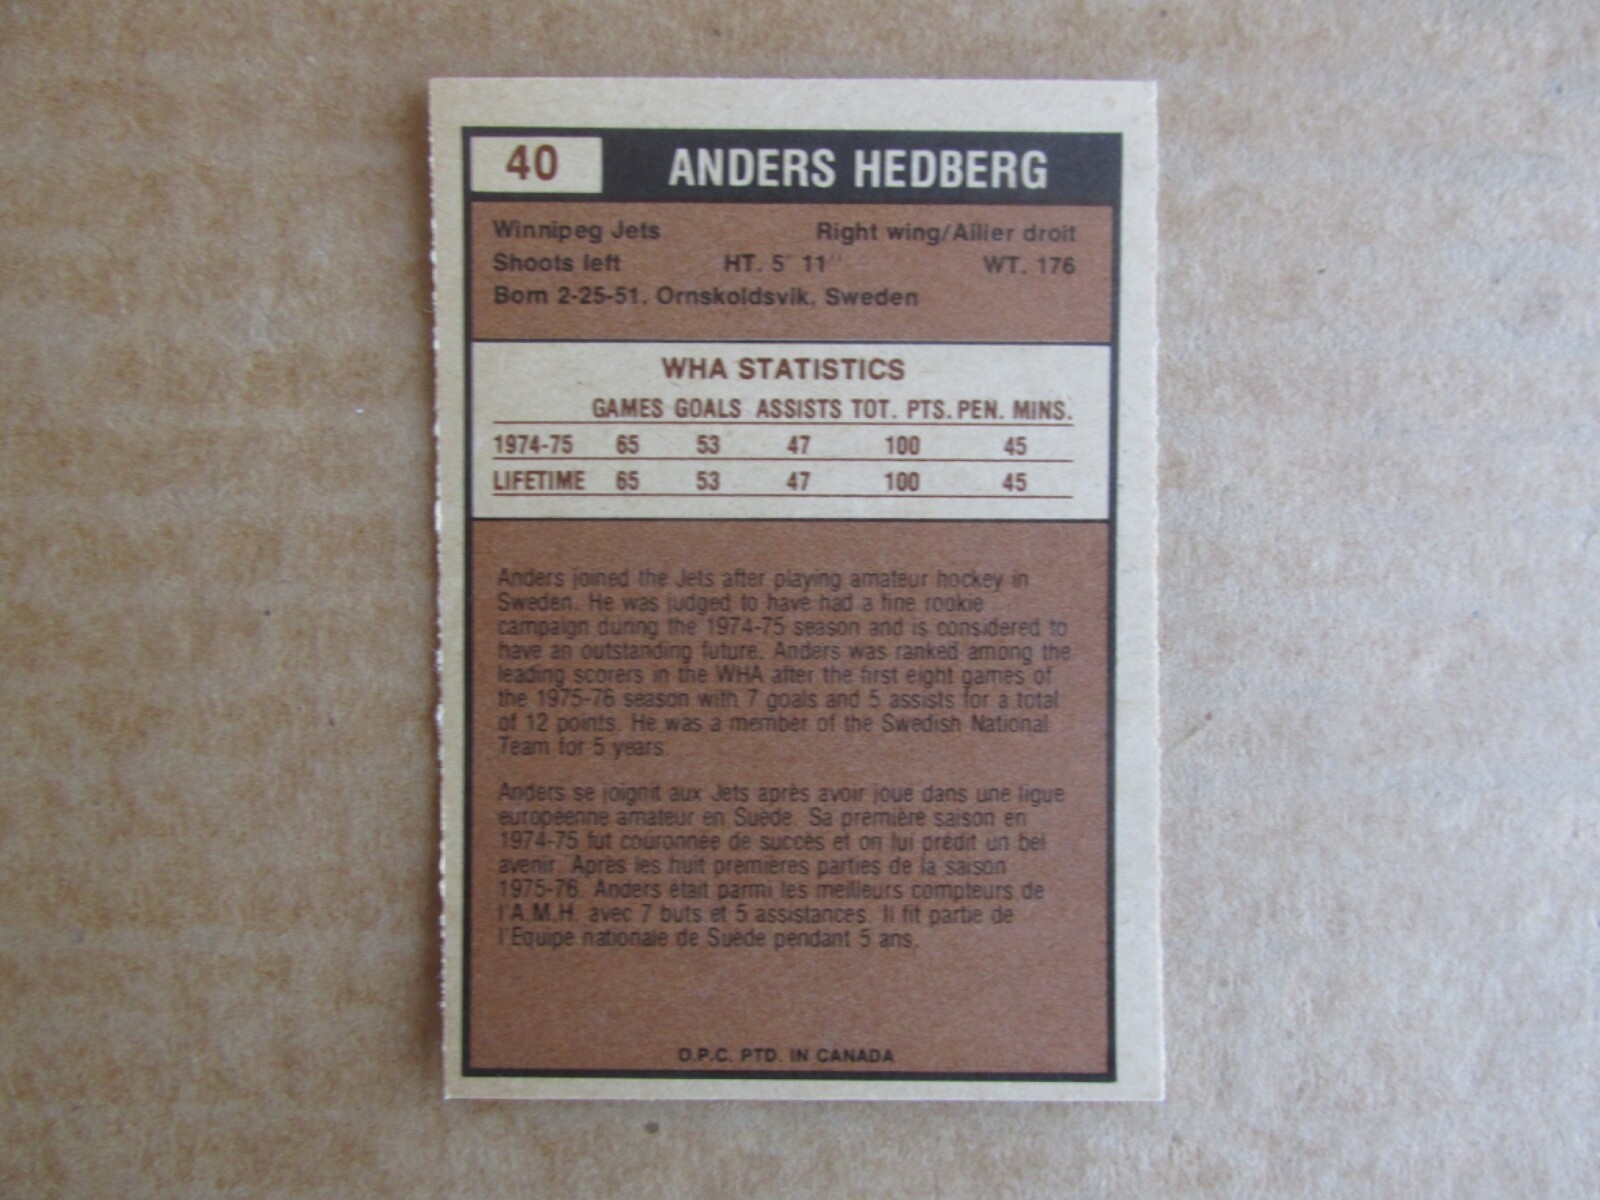 40 ANDERS HEDBERG
Winnipeg Jets Right wing/Ailier droit
Shoots left HT. 5' 11" WT. 176
Born 2-25-51, Ornskoldsvik, Sweden
WHA STATISTICS
GAMES GOALS ASSISTS TOT. PTS. PEN. MINS.
1974-75 65 53 47 100 45
LIFETIME 65 53 47 100 45
Anders joined the Jets after playing amateur hockey in
Sweden. He was judged to have had a fine rookie
campaign during the 1974-75 season and is considered to
have an outstanding future. Anders was ranked among the
leading scorers in the WHA after the first eight games of
the 1975-76 season with 7 goals and 5 assists for a total
of 12 points. He was a member of the Swedish National
Team for 5 years.
Anders se joignit aux Jets après avoir joué dans une ligue
européenne amateur en Suède. Sa première saison en
1974-75 fut couronnée de succès et on lui prédit un bel
avenir. Après les huit premières parties de la saison
1975-76, Anders était parmi les meilleurs compteurs de
l'A.M.H. avec 7 buts et 5 assistances. Il fit partie de
l'Equipe nationale de Suède pendant 5 ans.
O.P.C. PTD. IN CANADA